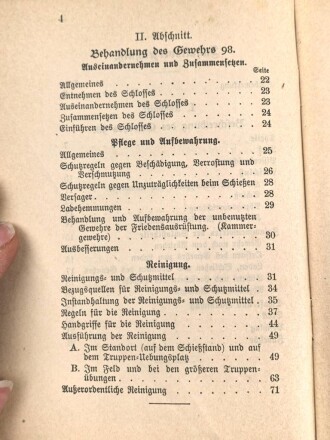 4
II. Abschnitt.
Behandlung des Gewehrs 98.
Auseinandernehmen und Zusammensetzen.
Seite
Allgemeines . . . . . . . . . . . 22
Entnehmen des Schlosses . . . . . . . . 23
Auseinandernehmen des Schlosses . . . . . . 23
Zusammensetzen des Schlosses . . . . . . . 24
Einführen des Schlosses . . . . . . . . 24
Pflege und Aufbewahrung.
Allgemeines . . . . . . . . . . . 25
Schutzregeln gegen Beschädigung, Verrostung und
Verschmutzung . . . . . . . . . . 26
Schutzregeln gegen Unzuträglichkeiten beim Schießen 28
Versager . . . . . . . . . . . . 28
Ladehemmungen . . . . . . . . . . 29
Behandlung und Aufbewahrung der unbenutzten
Gewehre der Friedensausrüstung. (Kammer-
gewehre) . . . . . . . . . . . 30
Ausbesserungen . . . . . . . . . . 31
Reinigung.
Reinigungs- und Schutzmittel . . . . . . . 31
Bezugsquellen für Reinigungs- und Schutzmittel . . 34
Instandhaltung der Reinigungs- und Schutzmittel . . 35
Regeln für die Reinigung . . . . . . . . 37
Handgriffe für die Reinigung . . . . . . . 44
Ausführung der Reinigung . . . . . . . . 49
A. Im Standort (auf dem Schießstand) und auf
dem Truppen-Uebungsplatz . . . . . . 49
B. Im Feld und bei den größeren Truppen-
übungen . . . . . . . . . . . 63
Außerordentliche Reinigung . . . . . . . 71